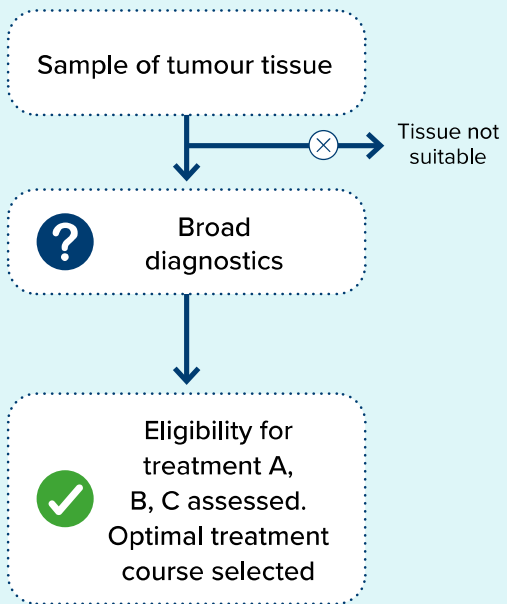 Sample of tumour tissue
Tissue not
suitable
?
Broad
diagnostics
Eligibility for
treatment A,
B, C assessed.
Optimal treatment
course selected